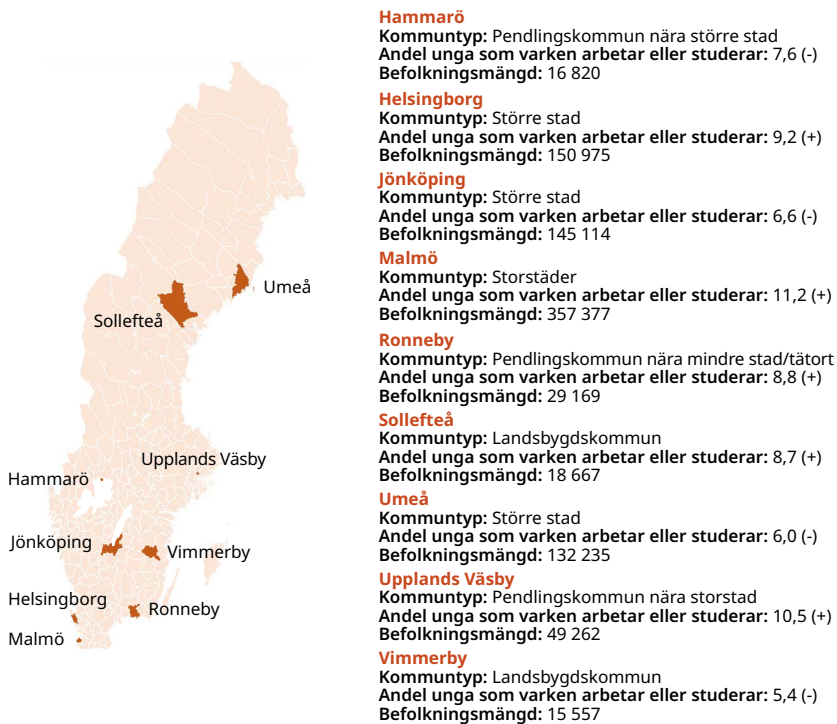 Umeå
Sollefteå
Upplands Väsby
Hammarö
Jönköping
Vimmerby
Helsingborg
Ronneby
Malmö
Hammarö
Kommuntyp: Pendlingskommun nära större stad
Andel unga som varken arbetar eller studerar: 7,6 (-)
Befolkningsmängd: 16 820
Helsingborg
Kommuntyp: Större stad
Andel unga som varken arbetar eller studerar: 9,2 (+)
Befolkningsmängd: 150 975
Jönköping
Kommuntyp: Större stad
Andel unga som varken arbetar eller studerar: 6,6 (-)
Befolkningsmängd: 145 114
Malmö
Kommuntyp: Storstäder
Andel unga som varken arbetar eller studerar: 11,2 (+)
Befolkningsmängd: 357 377
Ronneby
Kommuntyp: Pendlingskommun nära mindre stad/tätort
Andel unga som varken arbetar eller studerar: 8,8 (+)
Befolkningsmängd: 29 169
Sollefteå
Kommuntyp: Landsbygdskommun
Andel unga som varken arbetar eller studerar: 8,7 (+)
Befolkningsmängd: 18 667
Umeå
Kommuntyp: Större stad
Andel unga som varken arbetar eller studerar: 6,0 (-)
Befolkningsmängd: 132 235
Upplands Väsby
Kommuntyp: Pendlingskommun nära storstad
Andel unga som varken arbetar eller studerar: 10,5 (+)
Befolkningsmängd: 49 262
Vimmerby
Kommuntyp: Landsbygdskommun
Andel unga som varken arbetar eller studerar: 5,4 (-)
Befolkningsmängd: 15 557